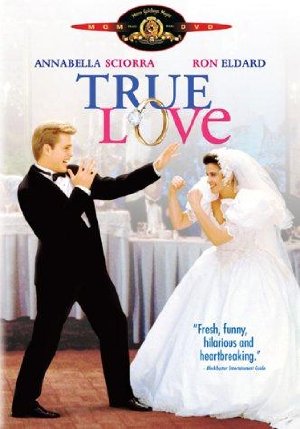 MGM DVD
ANNABELLA SCIORRA RON ELDARD
TRUE
LOVE
"Fresh, funny,
hilarious and
heartbreaking."
- Blockbuster Entertainment Guide